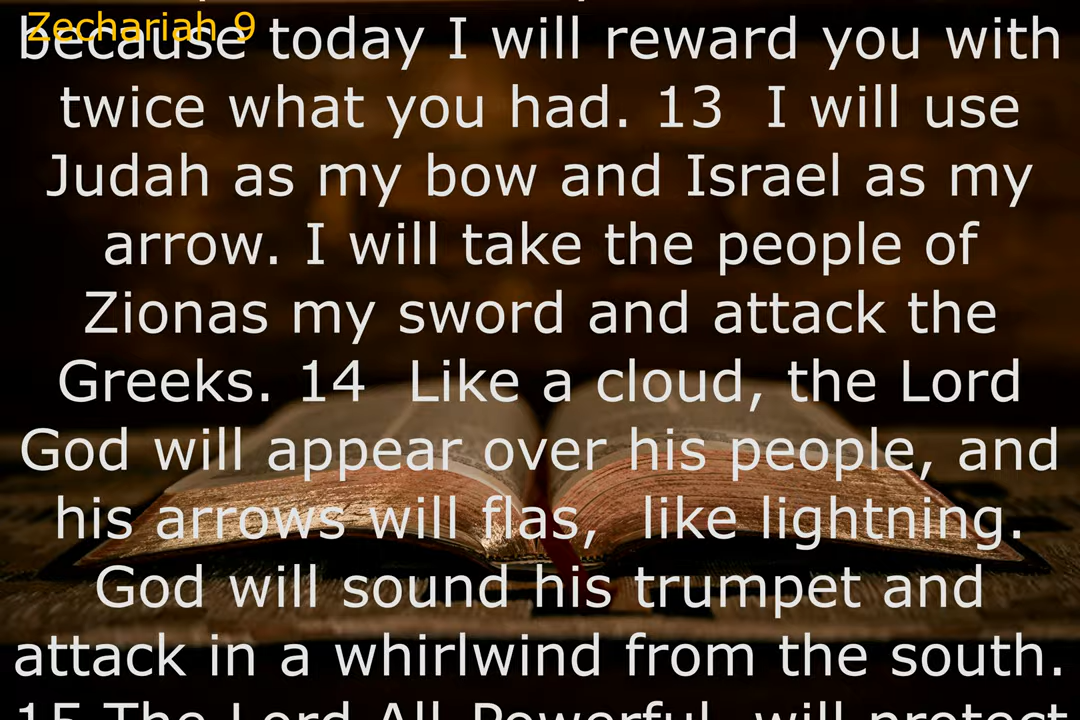 Zechariah 9
because today I will reward you with
twice what you had. 13 I will use
Judah as my bow and Israel as my
arrow. I will take the people of
Zionas my sword and attack the
Greeks. 14 Like a cloud, the Lord
God will appear over his people, and
his arrows will flas, like lightning.
God will sound his trumpet and
attack in a whirlwind from the south.
15 The Lord All-Powerful will protect